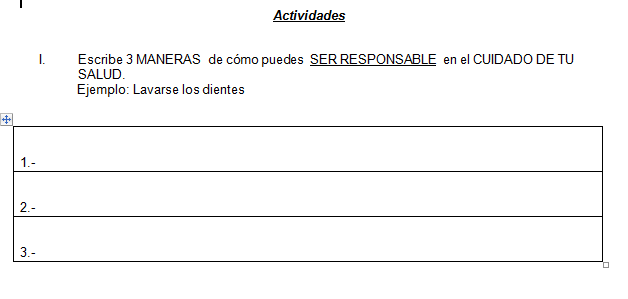 Actividades
I. Escribe 3 MANERAS de cómo puedes SER RESPONSABLE en el CUIDADO DE TU
SALUD.
Ejemplo: Lavarse los dientes
1.-
2.-
3.-